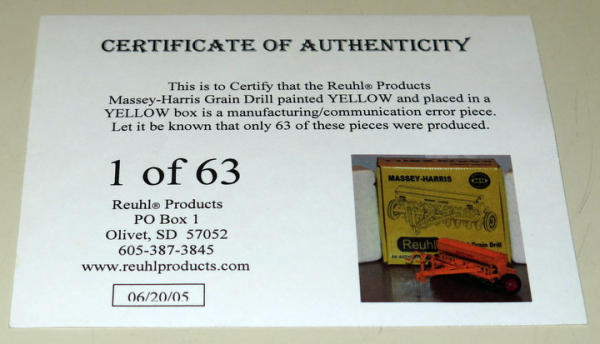 CERTIFICATE OF AUTHENTICITY
This is to Certify that the Reuhl® Products
Massey-Harris Grain Drill painted YELLOW and placed in a
YELLOW box is a manufacturing/communication error piece.
Let it be known that only 63 of these pieces were produced.
1 of 63
Reuhl® Products
PO Box 1
Olivet, SD 57052
605-387-3845
www.reuhlproducts.com
06/20/05
MASSEY-HARRIS
Reuhl
Grain Drill